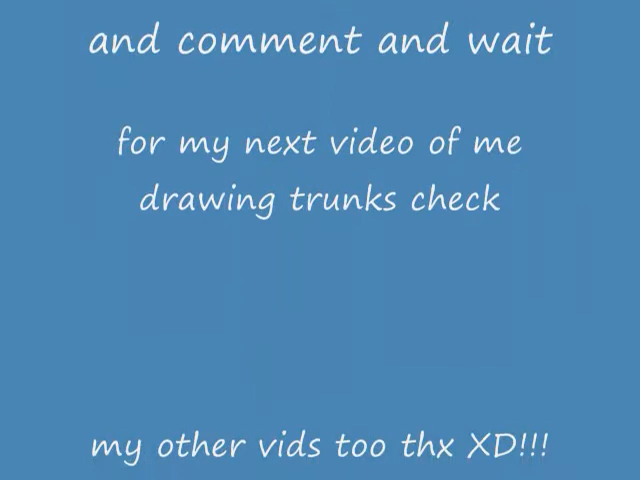 and comment and wait
for my next video of me
drawing trunks check
my other vids too thx XD!!!